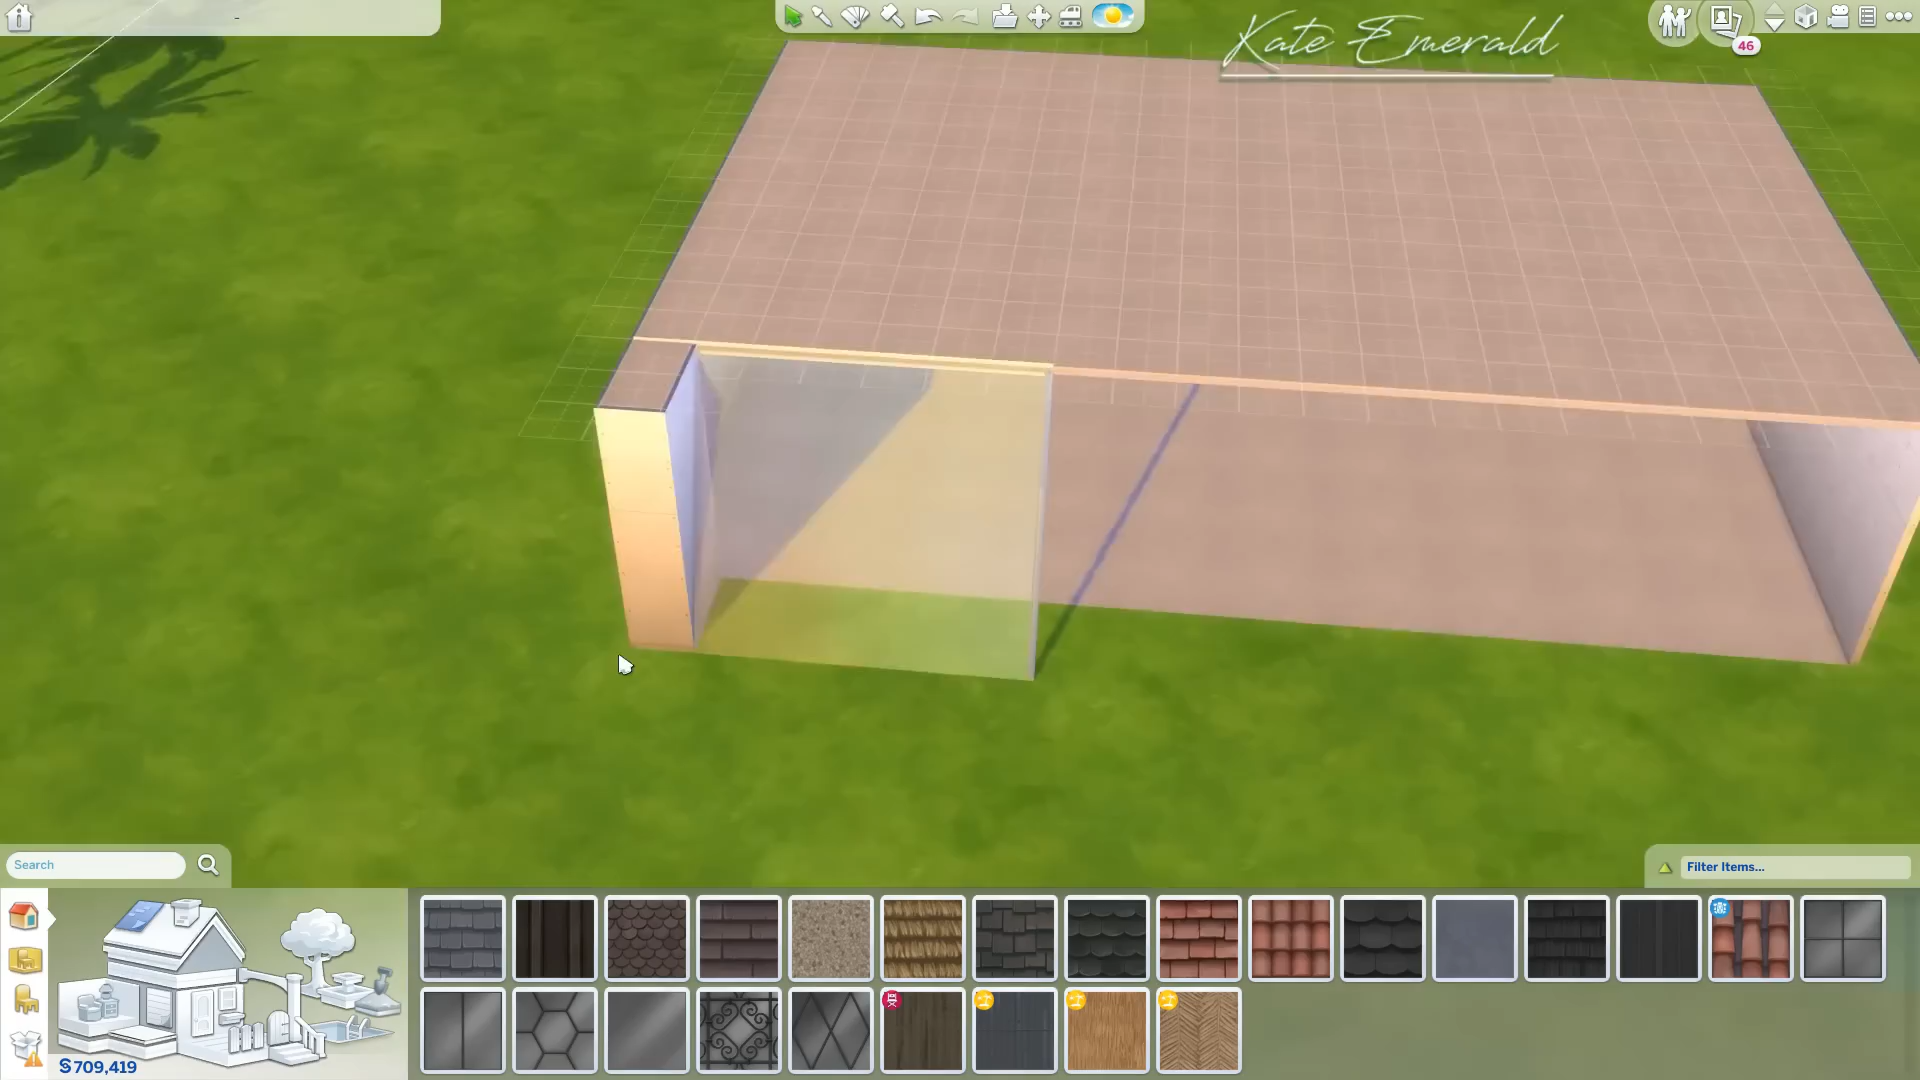 -
Kate Emerald
46
Search
Filter Items...
§709,419